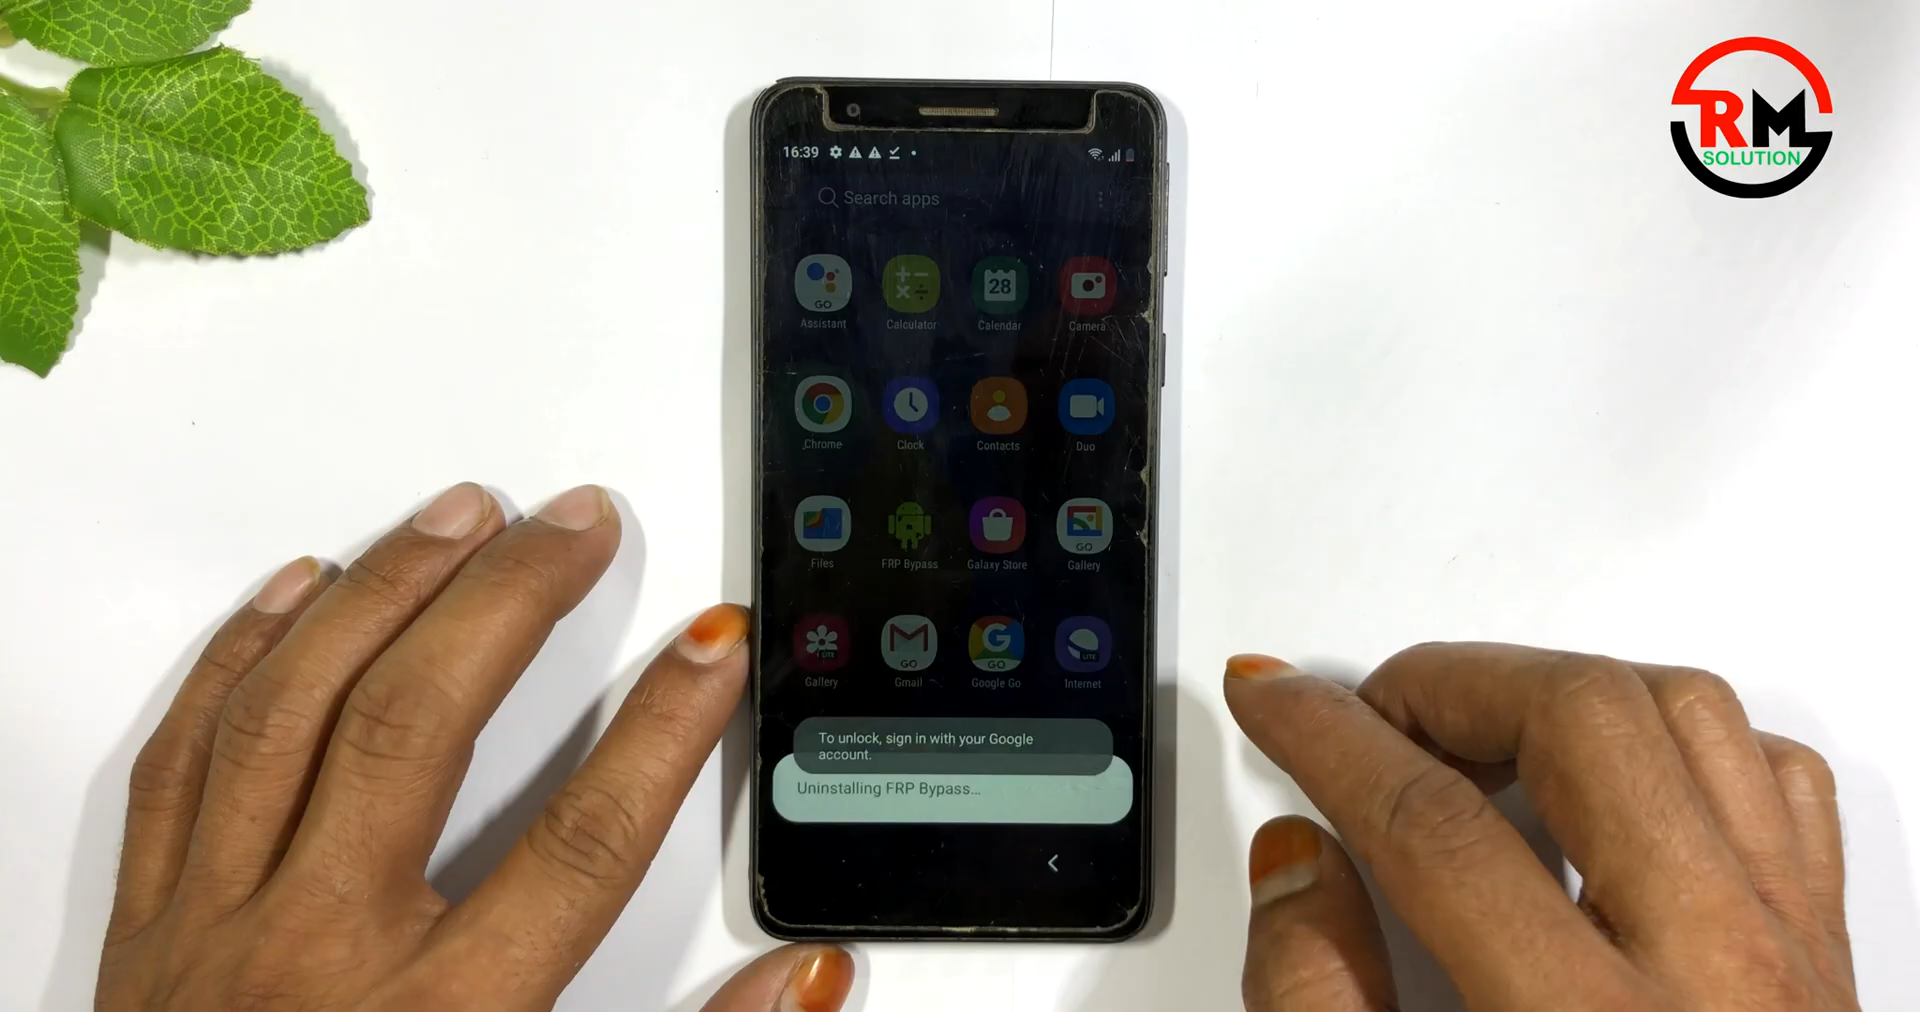 RM
SOLUTION
16:39
Search apps
GO
28
Assistant
Calculator
Calendar
Camera
Chrome
Clock
Contacts
Duo
GO
Files
FRP Bypass
Galaxy Store
Gallery
LITE
GO
GO
LITE
Gallery
Gmail
Google Go
Internet
To unlock, sign in with your Google
account.
Uninstalling FRP Bypass...